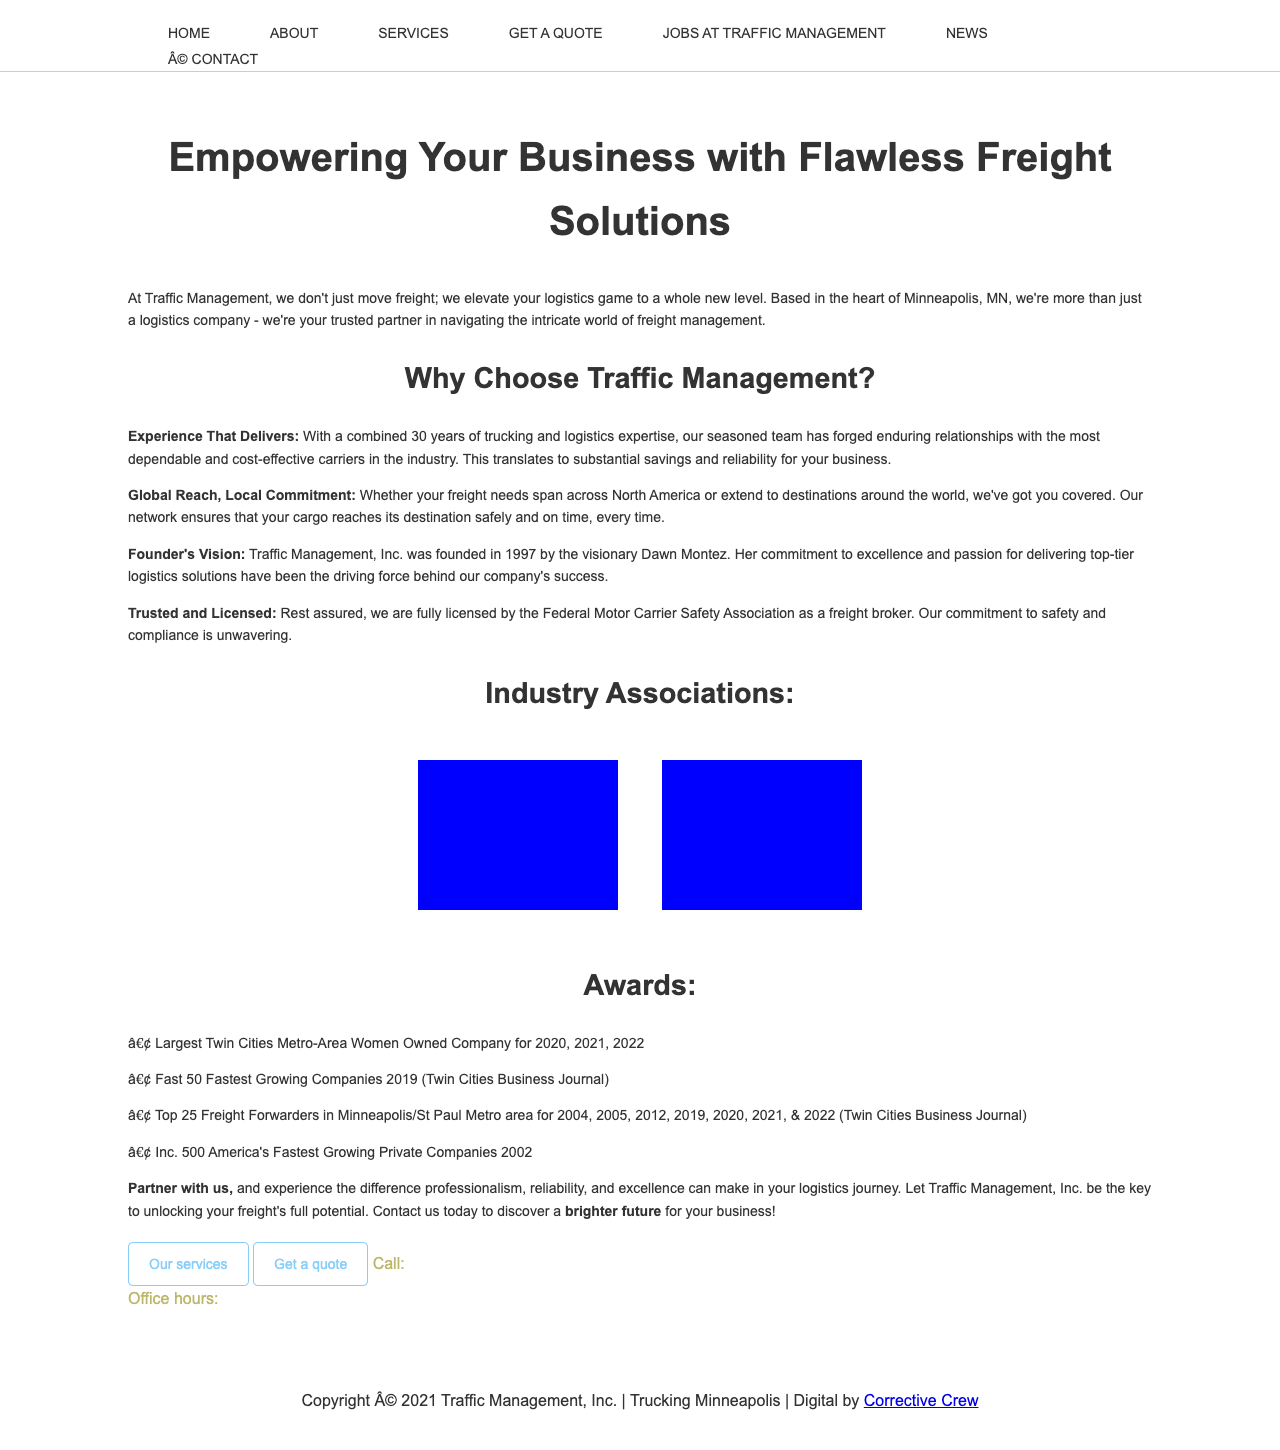 HOME ABOUT SERVICES GET A QUOTE JOBS AT TRAFFIC MANAGEMENT NEWS
Â© CONTACT
Empowering Your Business with Flawless Freight
Solutions
At Traffic Management, we don't just move freight; we elevate your logistics game to a whole new level. Based in the heart of Minneapolis, MN, we're more than just
a logistics company - we're your trusted partner in navigating the intricate world of freight management.
Why Choose Traffic Management?
Experience That Delivers: With a combined 30 years of trucking and logistics expertise, our seasoned team has forged enduring relationships with the most
dependable and cost-effective carriers in the industry. This translates to substantial savings and reliability for your business.
Global Reach, Local Commitment: Whether your freight needs span across North America or extend to destinations around the world, we've got you covered. Our
network ensures that your cargo reaches its destination safely and on time, every time.
Founder's Vision: Traffic Management, Inc. was founded in 1997 by the visionary Dawn Montez. Her commitment to excellence and passion for delivering top-tier
logistics solutions have been the driving force behind our company's success.
Trusted and Licensed: Rest assured, we are fully licensed by the Federal Motor Carrier Safety Association as a freight broker. Our commitment to safety and
compliance is unwavering.
Industry Associations:
Awards:
â€¢ Largest Twin Cities Metro-Area Women Owned Company for 2020, 2021, 2022
â€¢ Fast 50 Fastest Growing Companies 2019 (Twin Cities Business Journal)
â€¢ Top 25 Freight Forwarders in Minneapolis/St Paul Metro area for 2004, 2005, 2012, 2019, 2020, 2021, & 2022 (Twin Cities Business Journal)
â€¢ Inc. 500 America's Fastest Growing Private Companies 2002
Partner with us, and experience the difference professionalism, reliability, and excellence can make in your logistics journey. Let Traffic Management, Inc. be the key
to unlocking your freight's full potential. Contact us today to discover a brighter future for your business!
Our services Get a quote Call:
Office hours:
Copyright Â© 2021 Traffic Management, Inc. | Trucking Minneapolis | Digital by Corrective Crew